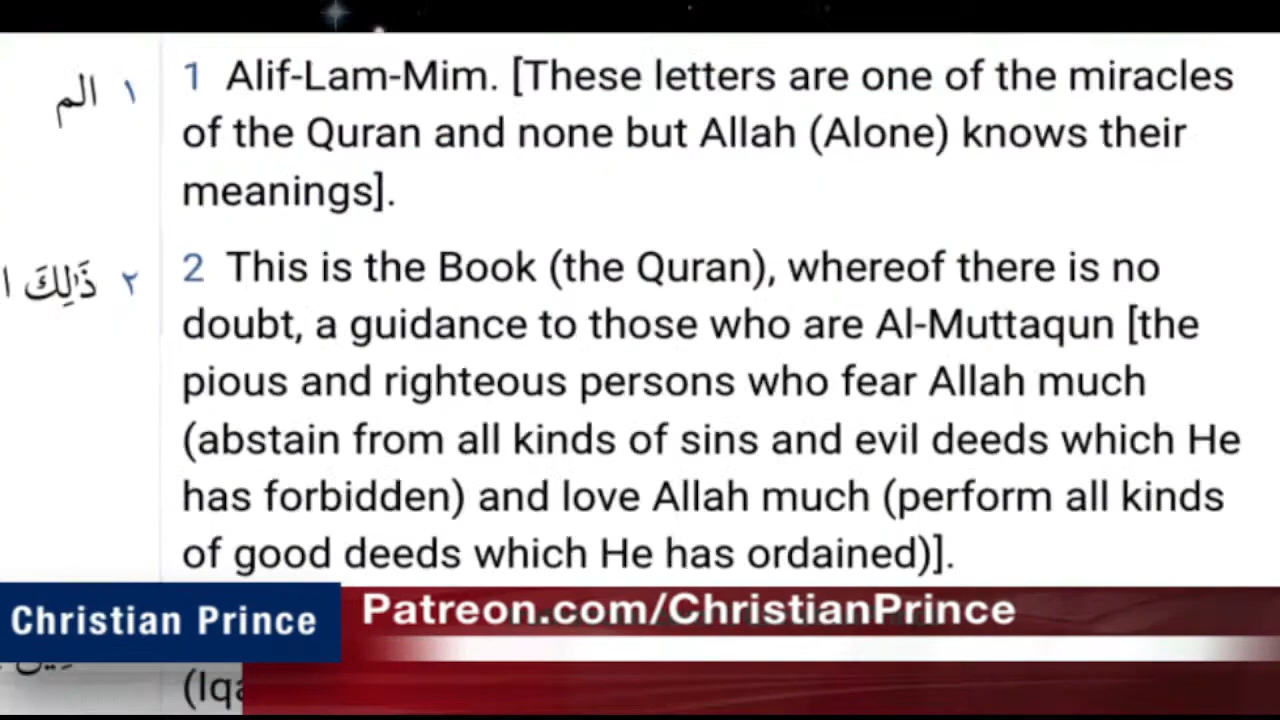 ١ الم
1 Alif-Lam-Mim. [These letters are one of the miracles
of the Quran and none but Allah (Alone) knows their
meanings].
٢ ذَٰلِكَ
2 This is the Book (the Quran), whereof there is no
doubt, a guidance to those who are Al-Muttaqun [the
pious and righteous persons who fear Allah much
(abstain from all kinds of sins and evil deeds which He
has forbidden) and love Allah much (perform all kinds
of good deeds which He has ordained)].
Christian Prince
Patreon.com/ChristianPrince